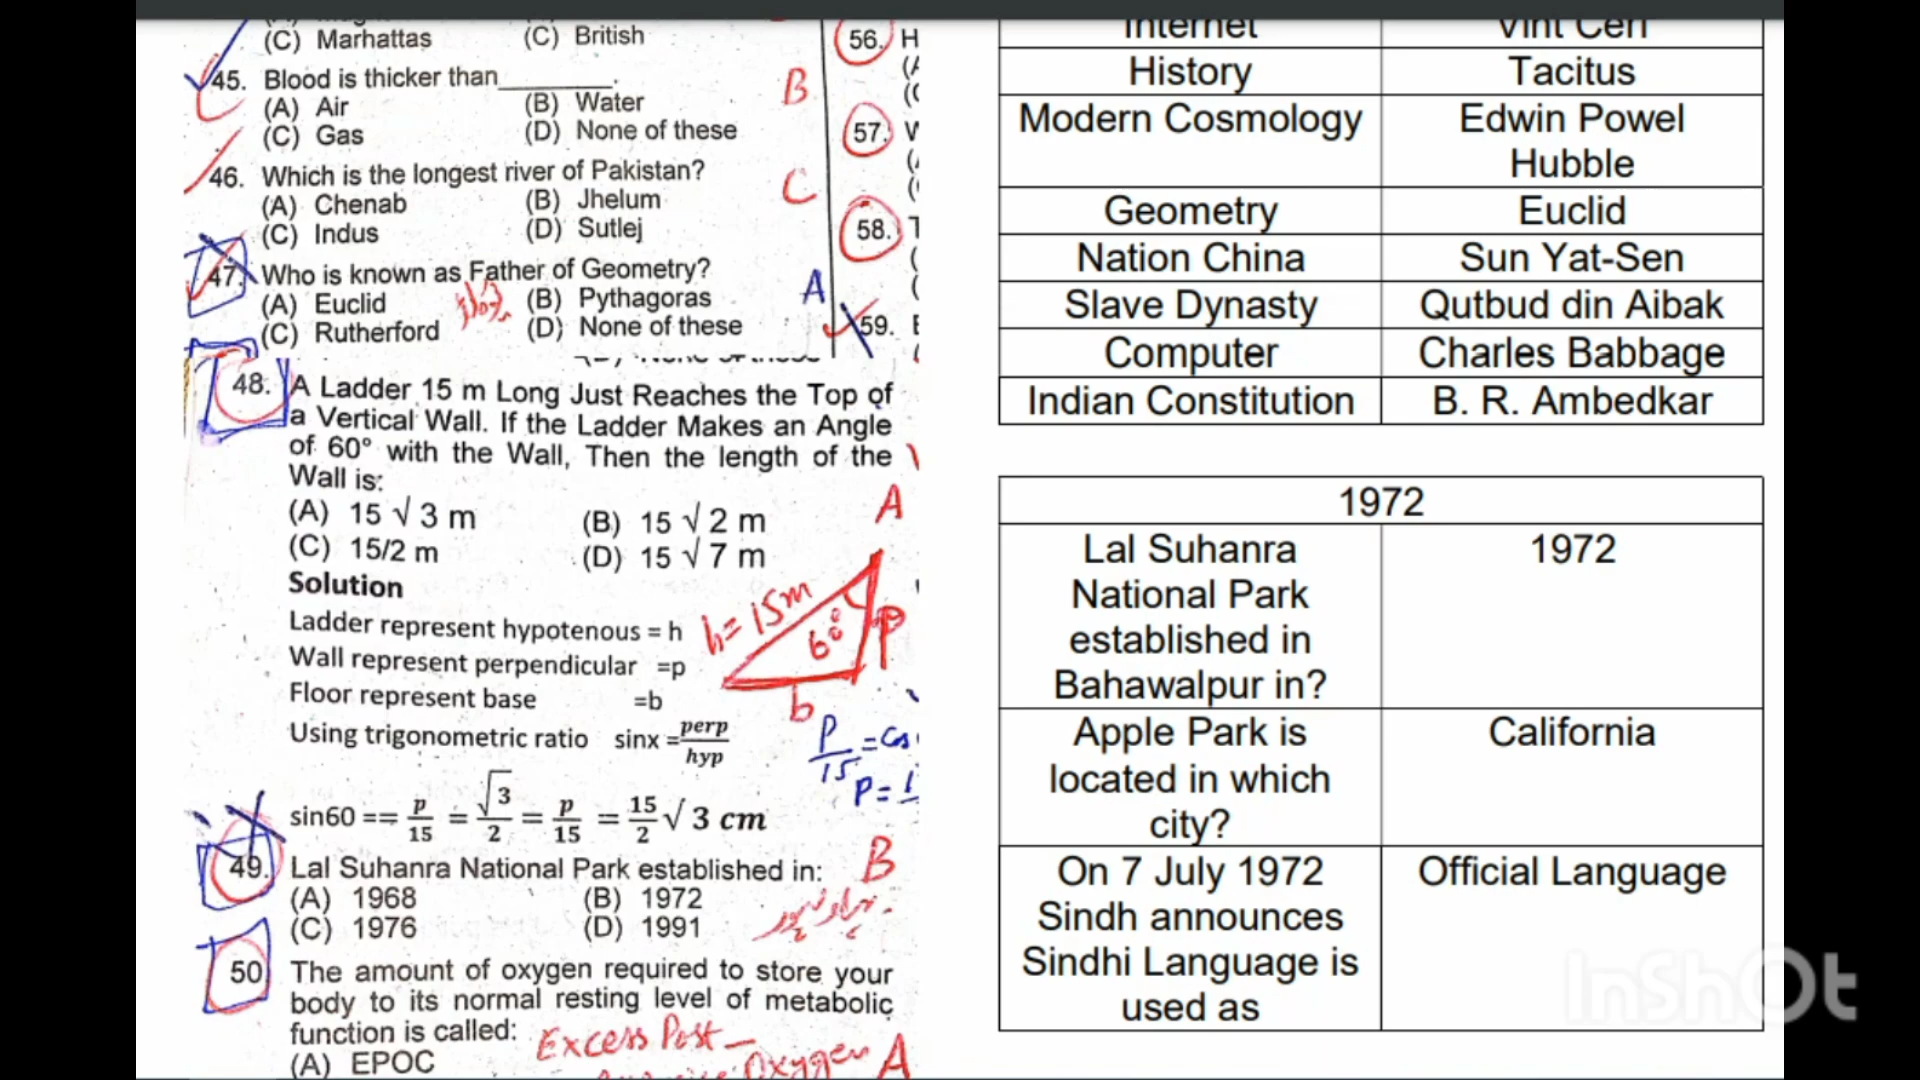 (C) Marhattas (C) British
45. Blood is thicker than ________.
(A) Air (B) Water
(C) Gas (D) None of these
B
46. Which is the longest river of Pakistan?
(A) Chenab (B) Jhelum
(C) Indus (D) Sutlej
C
47. Who is known as Father of Geometry?
(A) Euclid (B) Pythagoras
(C) Rutherford (D) None of these
A
48. A Ladder 15 m Long Just Reaches the Top of
a Vertical Wall. If the Ladder Makes an Angle
of 60° with the Wall, Then the length of the
Wall is:
(A) 15 √ 3 m (B) 15 √ 2 m
(C) 15/2 m (D) 15 √ 7 m
A
Solution
Ladder represent hypotenous = h
Wall represent perpendicular =p
Floor represent base =b
Using trigonometric ratio sinx = perp/hyp
h = 15m
60°
p
b
P/15 = Cos
P =
sin60 == p/15 = √3/2 = p/15 = 15/2 √ 3 cm
49. Lal Suhanra National Park established in:
(A) 1968 (B) 1972
(C) 1976 (D) 1991
B
50 The amount of oxygen required to store your
body to its normal resting level of metabolic
function is called:
(A) EPOC
Excess Post –
Oxygen A
56. H
57.
58. T
59.
Internet Vint Cerf
History Tacitus
Modern Cosmology Edwin Powel
Hubble
Geometry Euclid
Nation China Sun Yat-Sen
Slave Dynasty Qutbud din Aibak
Computer Charles Babbage
Indian Constitution B. R. Ambedkar
1972
Lal Suhanra 1972
National Park
established in
Bahawalpur in?
Apple Park is California
located in which
city?
On 7 July 1972 Official Language
Sindh announces
Sindhi Language is
used as
InShOt